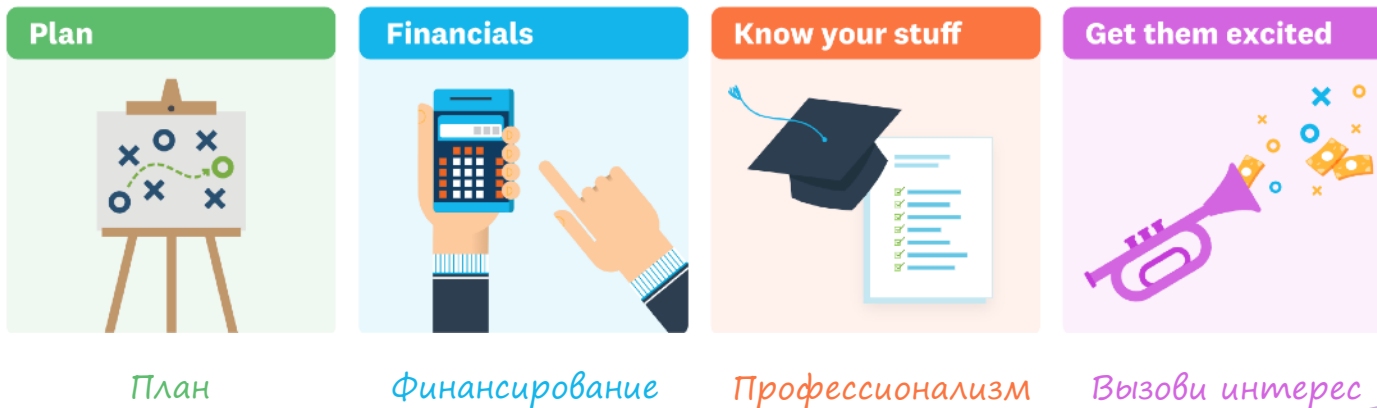 Plan
Financials
Know your stuff
Get them excited
План
Финансирование
Профессионализм
Вызови интерес